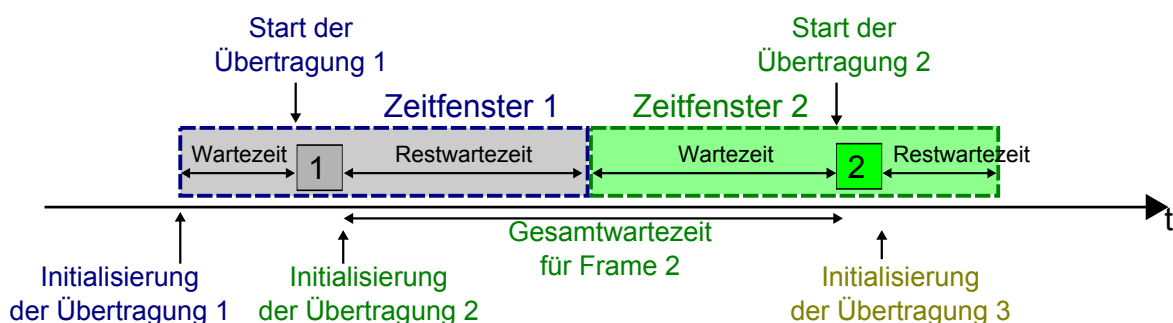 Start der
Übertragung 1
Start der
Übertragung 2
Zeitfenster 1
Zeitfenster 2
Wartezeit
1
Restwartezeit
Wartezeit
2
Restwartezeit
t
Gesamtwartezeit
für Frame 2
Initialisierung
der Übertragung 1
Initialisierung
der Übertragung 2
Initialisierung
der Übertragung 3